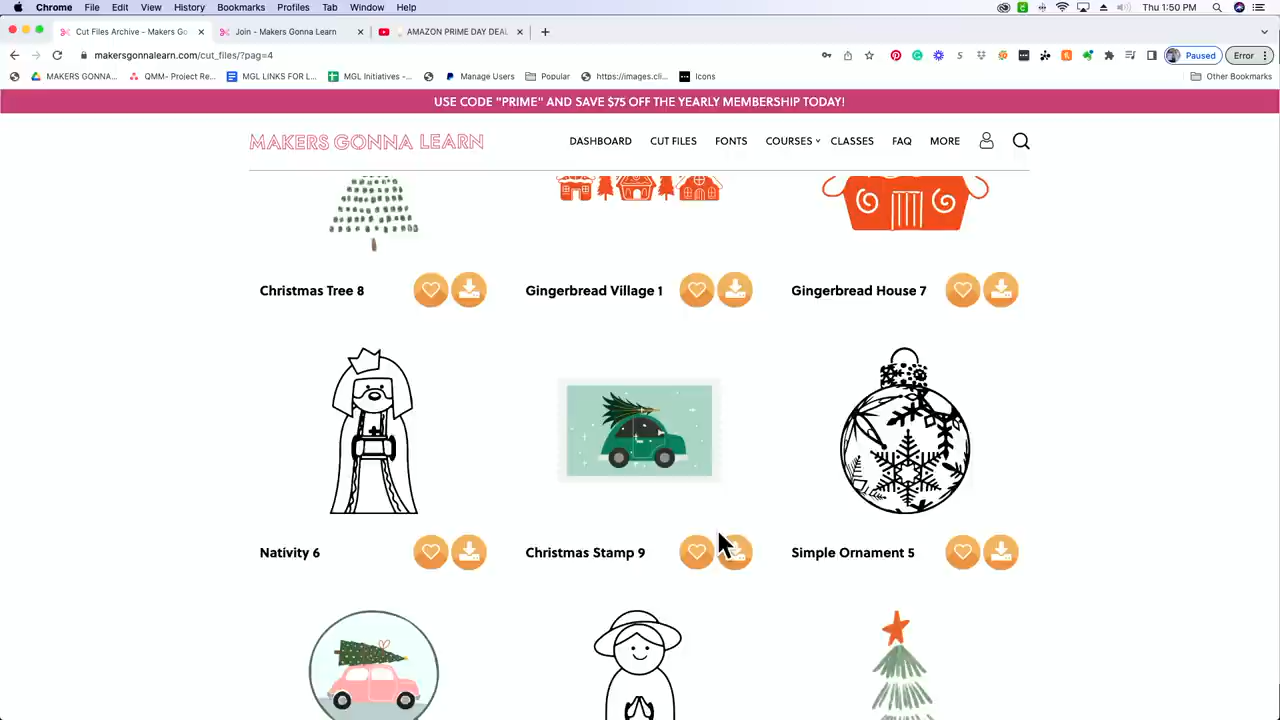 Chrome File Edit View History Bookmarks Profiles Tab Window Help Thu 1:50 PM
Cut Files Archive - Makers Go Join - Makers Gonna Learn AMAZON PRIME DAY DEAL
makersgonnalearn.com/cut_files/?pag=4 Paused Error
MAKERS GONNA... QMM- Project Re... MGL LINKS FOR L... MGL Initiatives -... Manage Users Popular https://images.cli... Icons Other Bookmarks
USE CODE "PRIME" AND SAVE $75 OFF THE YEARLY MEMBERSHIP TODAY!
MAKERS GONNA LEARN DASHBOARD CUT FILES FONTS COURSES CLASSES FAQ MORE
Christmas Tree 8 Gingerbread Village 1 Gingerbread House 7
Nativity 6 Christmas Stamp 9 Simple Ornament 5